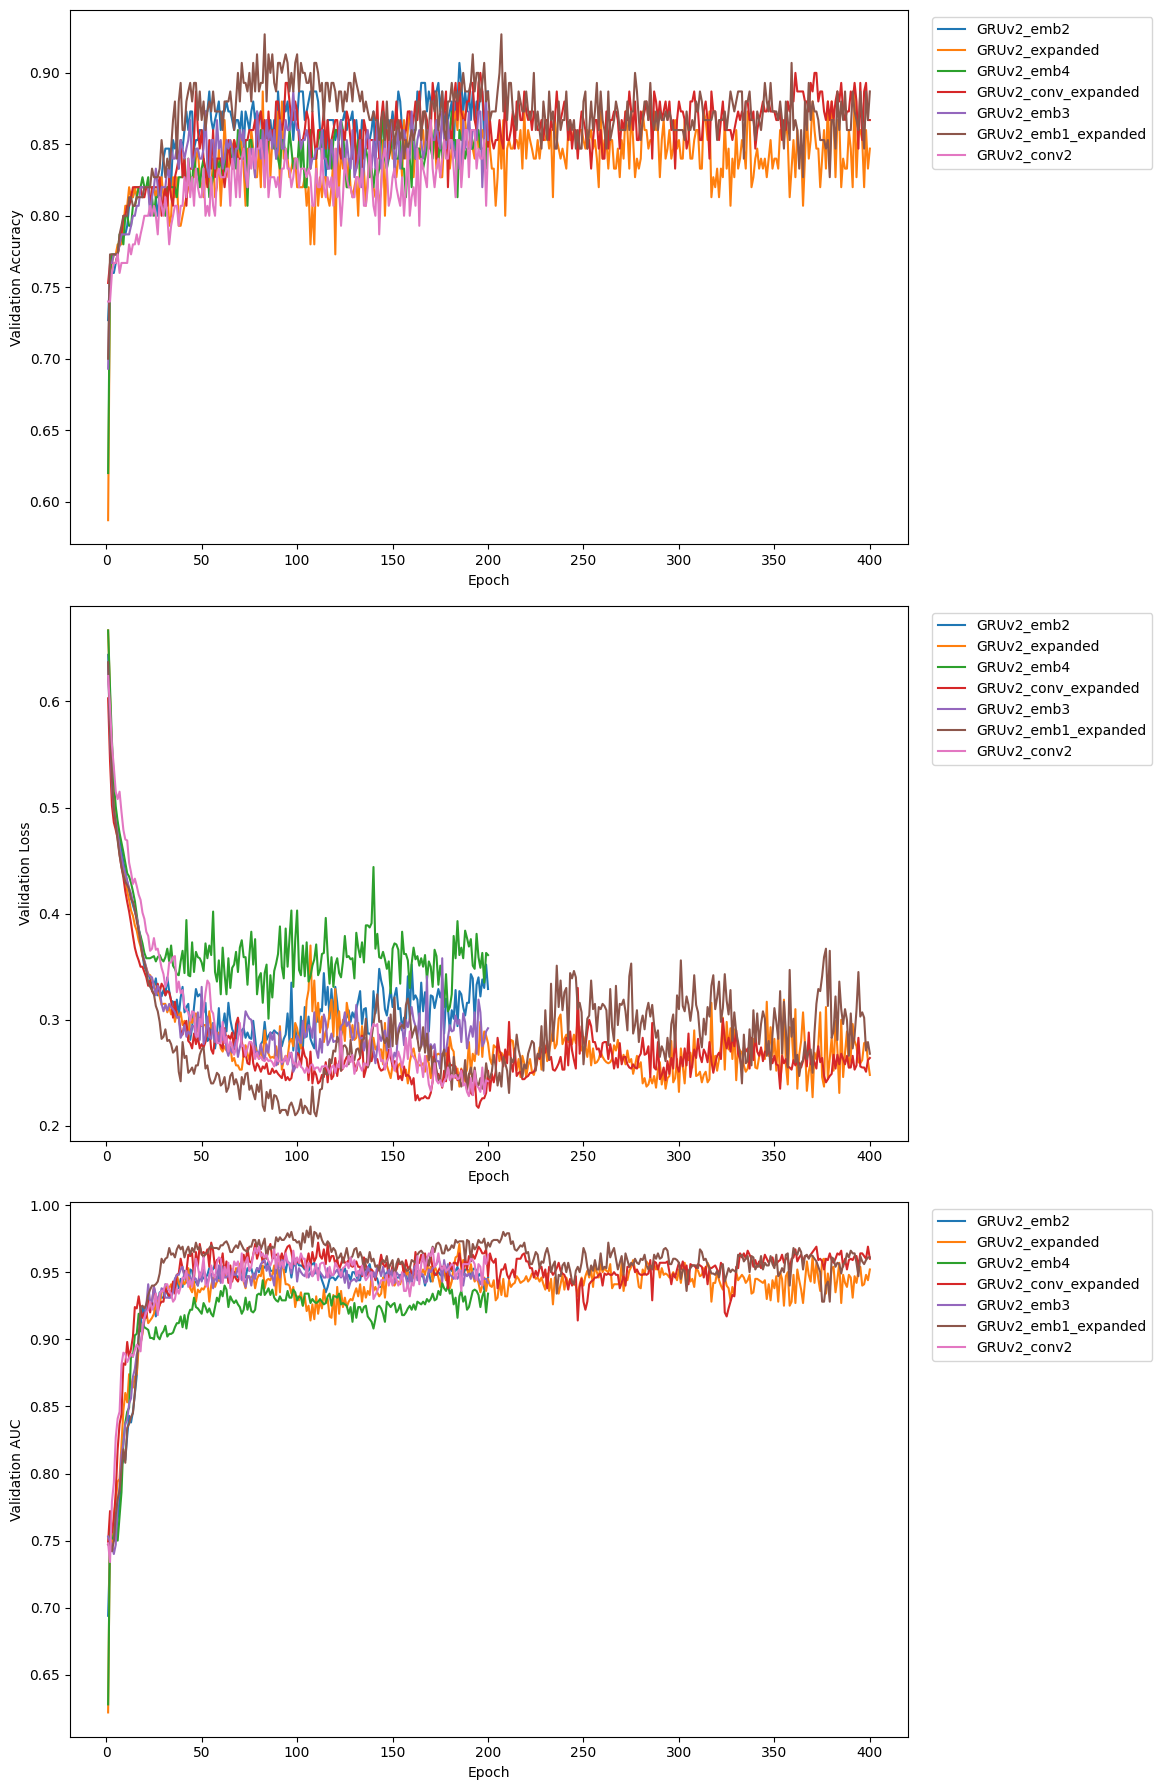 0.90
0.85
0.80
0.75
0.70
0.65
0.60
Validation Accuracy
0 50 100 150 200 250 300 350 400
Epoch
GRUv2_emb2
GRUv2_expanded
GRUv2_emb4
GRUv2_conv_expanded
GRUv2_emb3
GRUv2_emb1_expanded
GRUv2_conv2
0.6
0.5
0.4
0.3
0.2
Validation Loss
0 50 100 150 200 250 300 350 400
Epoch
GRUv2_emb2
GRUv2_expanded
GRUv2_emb4
GRUv2_conv_expanded
GRUv2_emb3
GRUv2_emb1_expanded
GRUv2_conv2
1.00
0.95
0.90
0.85
0.80
0.75
0.70
0.65
Validation AUC
0 50 100 150 200 250 300 350 400
Epoch
GRUv2_emb2
GRUv2_expanded
GRUv2_emb4
GRUv2_conv_expanded
GRUv2_emb3
GRUv2_emb1_expanded
GRUv2_conv2